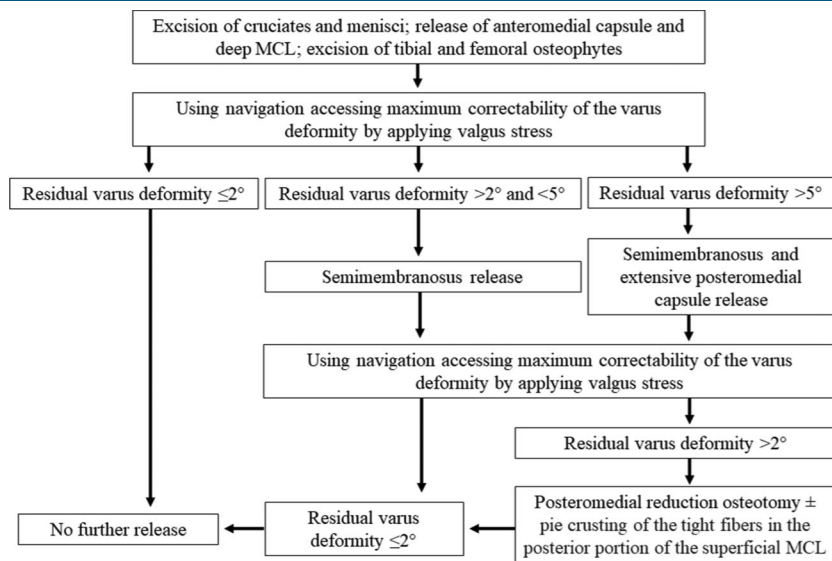 Excision of cruciates and menisci; release of anteromedial capsule and
deep MCL; excision of tibial and femoral osteophytes
Using navigation accessing maximum correctability of the varus
deformity by applying valgus stress
Residual varus deformity ≤2°
Residual varus deformity >2° and <5°
Residual varus deformity >5°
Semimembranosus release
Semimembranosus and
extensive posteromedial
capsule release
Using navigation accessing maximum correctability of the varus
deformity by applying valgus stress
Residual varus deformity >2°
No further release
Residual varus
deformity ≤2°
Posteromedial reduction osteotomy ±
pie crusting of the tight fibers in the
posterior portion of the superficial MCL